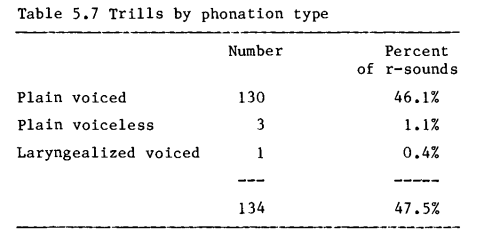 Table 5.7 Trills by phonation type
Number Percent
of r-sounds
Plain voiced 130 46.1%
Plain voiceless 3 1.1%
Laryngealized voiced 1 0.4%
--- -----
134 47.5%